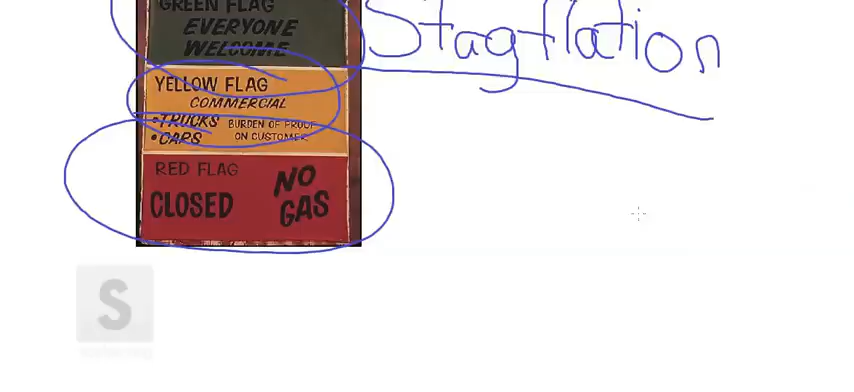 GREEN FLAG
EVERYONE
WELCOME
Stagflation
YELLOW FLAG
COMMERCIAL
•TRUCKS BURDEN OF PROOF
•CARS ON CUSTOMER
RED FLAG
NO
CLOSED
GAS
S